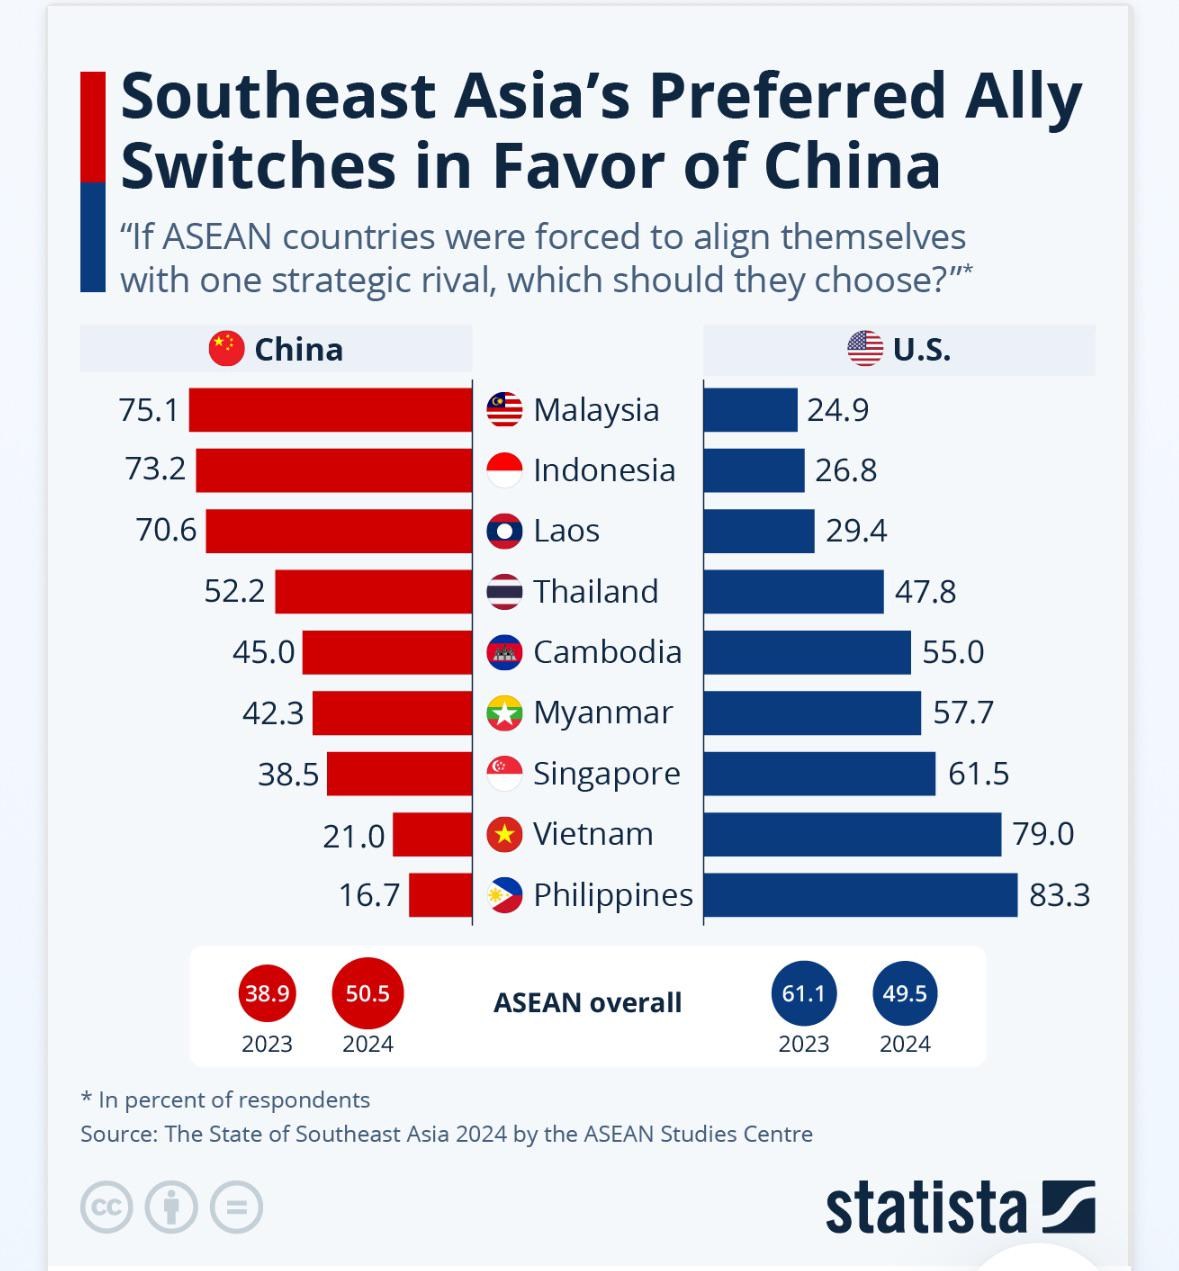 Southeast Asia’s Preferred Ally
Switches in Favor of China
“If ASEAN countries were forced to align themselves
with one strategic rival, which should they choose?”*
China
U.S.
75.1 Malaysia 24.9
73.2 Indonesia 26.8
70.6 Laos 29.4
52.2 Thailand 47.8
45.0 Cambodia 55.0
42.3 Myanmar 57.7
38.5 Singapore 61.5
21.0 Vietnam 79.0
16.7 Philippines 83.3
38.9 50.5 ASEAN overall 61.1 49.5
2023 2024 2023 2024
* In percent of respondents
Source: The State of Southeast Asia 2024 by the ASEAN Studies Centre
cc
statista